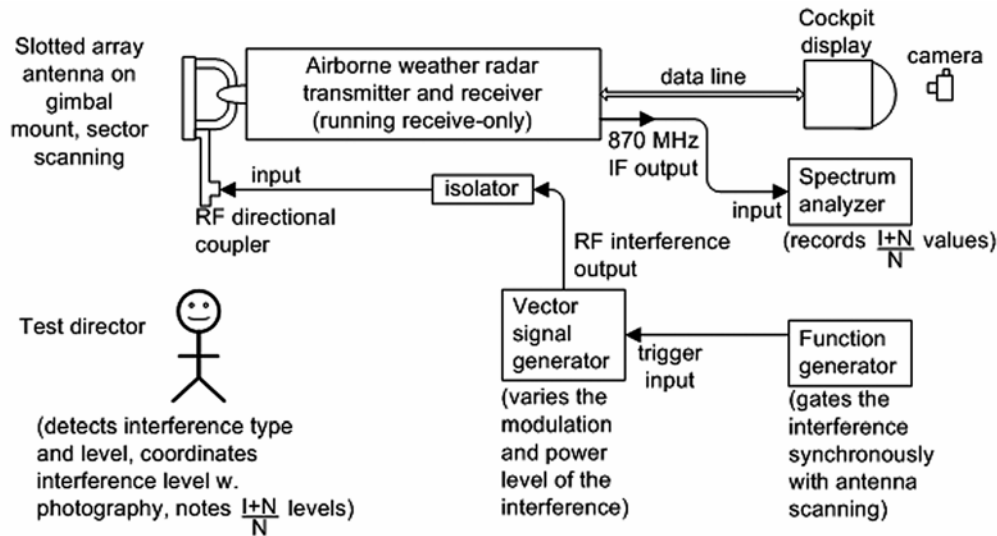 Slotted array
antenna on
gimbal
mount, sector
scanning
Airborne weather radar
transmitter and receiver
(running receive-only)
data line
Cockpit
display
camera
870 MHz
IF output
input
Spectrum
analyzer
(records I+N/N values)
input
RF directional
coupler
isolator
RF interference
output
Vector
signal
generator
(varies the
modulation
and power
level of the
interference)
trigger
input
Function
generator
(gates the
interference
synchronously
with antenna
scanning)
Test director
(detects interference type
and level, coordinates
interference level w.
photography, notes I+N/N levels)